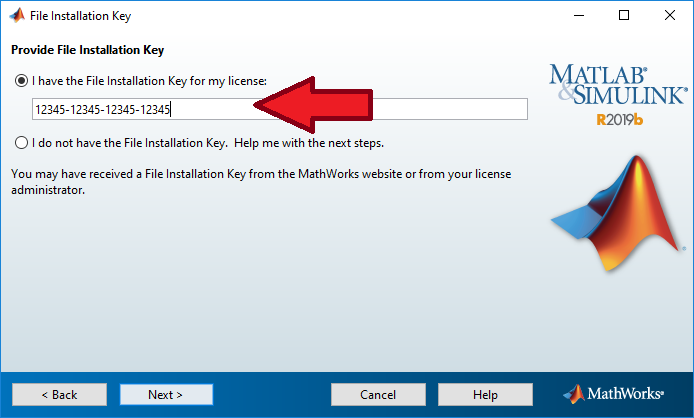 File Installation Key
Provide File Installation Key
I have the File Installation Key for my license:
12345-12345-12345-12345
I do not have the File Installation Key.  Help me with the next steps.
You may have received a File Installation Key from the MathWorks website or from your license
administrator.
MATLAB®
&SIMULINK®
R2019b
< Back
Next >
Cancel
Help
MathWorks®